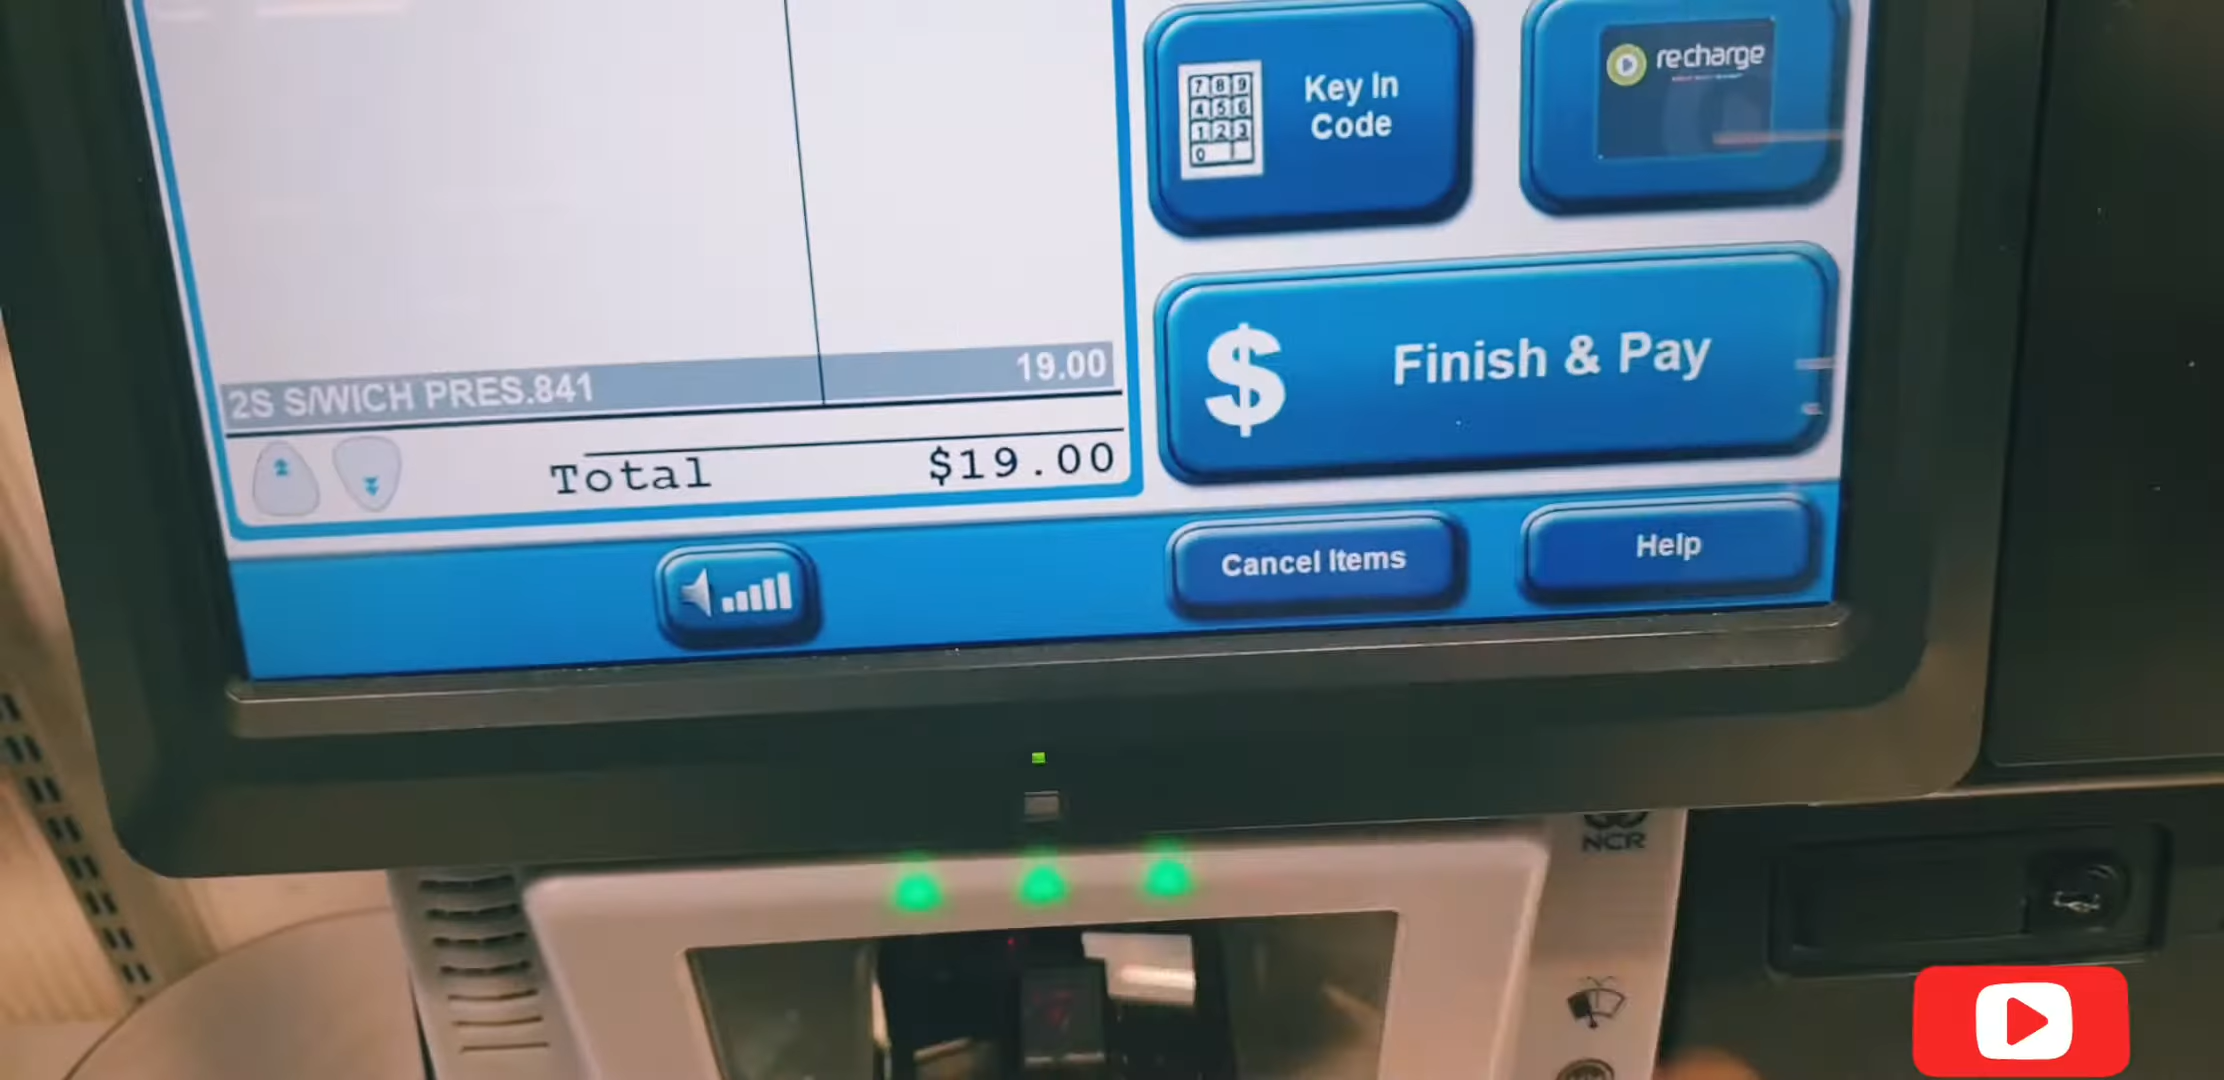 Key In
Code
recharge
2S S/WICH PRES.841 19.00
Total $19.00
$ Finish & Pay
Cancel Items
Help
NCR